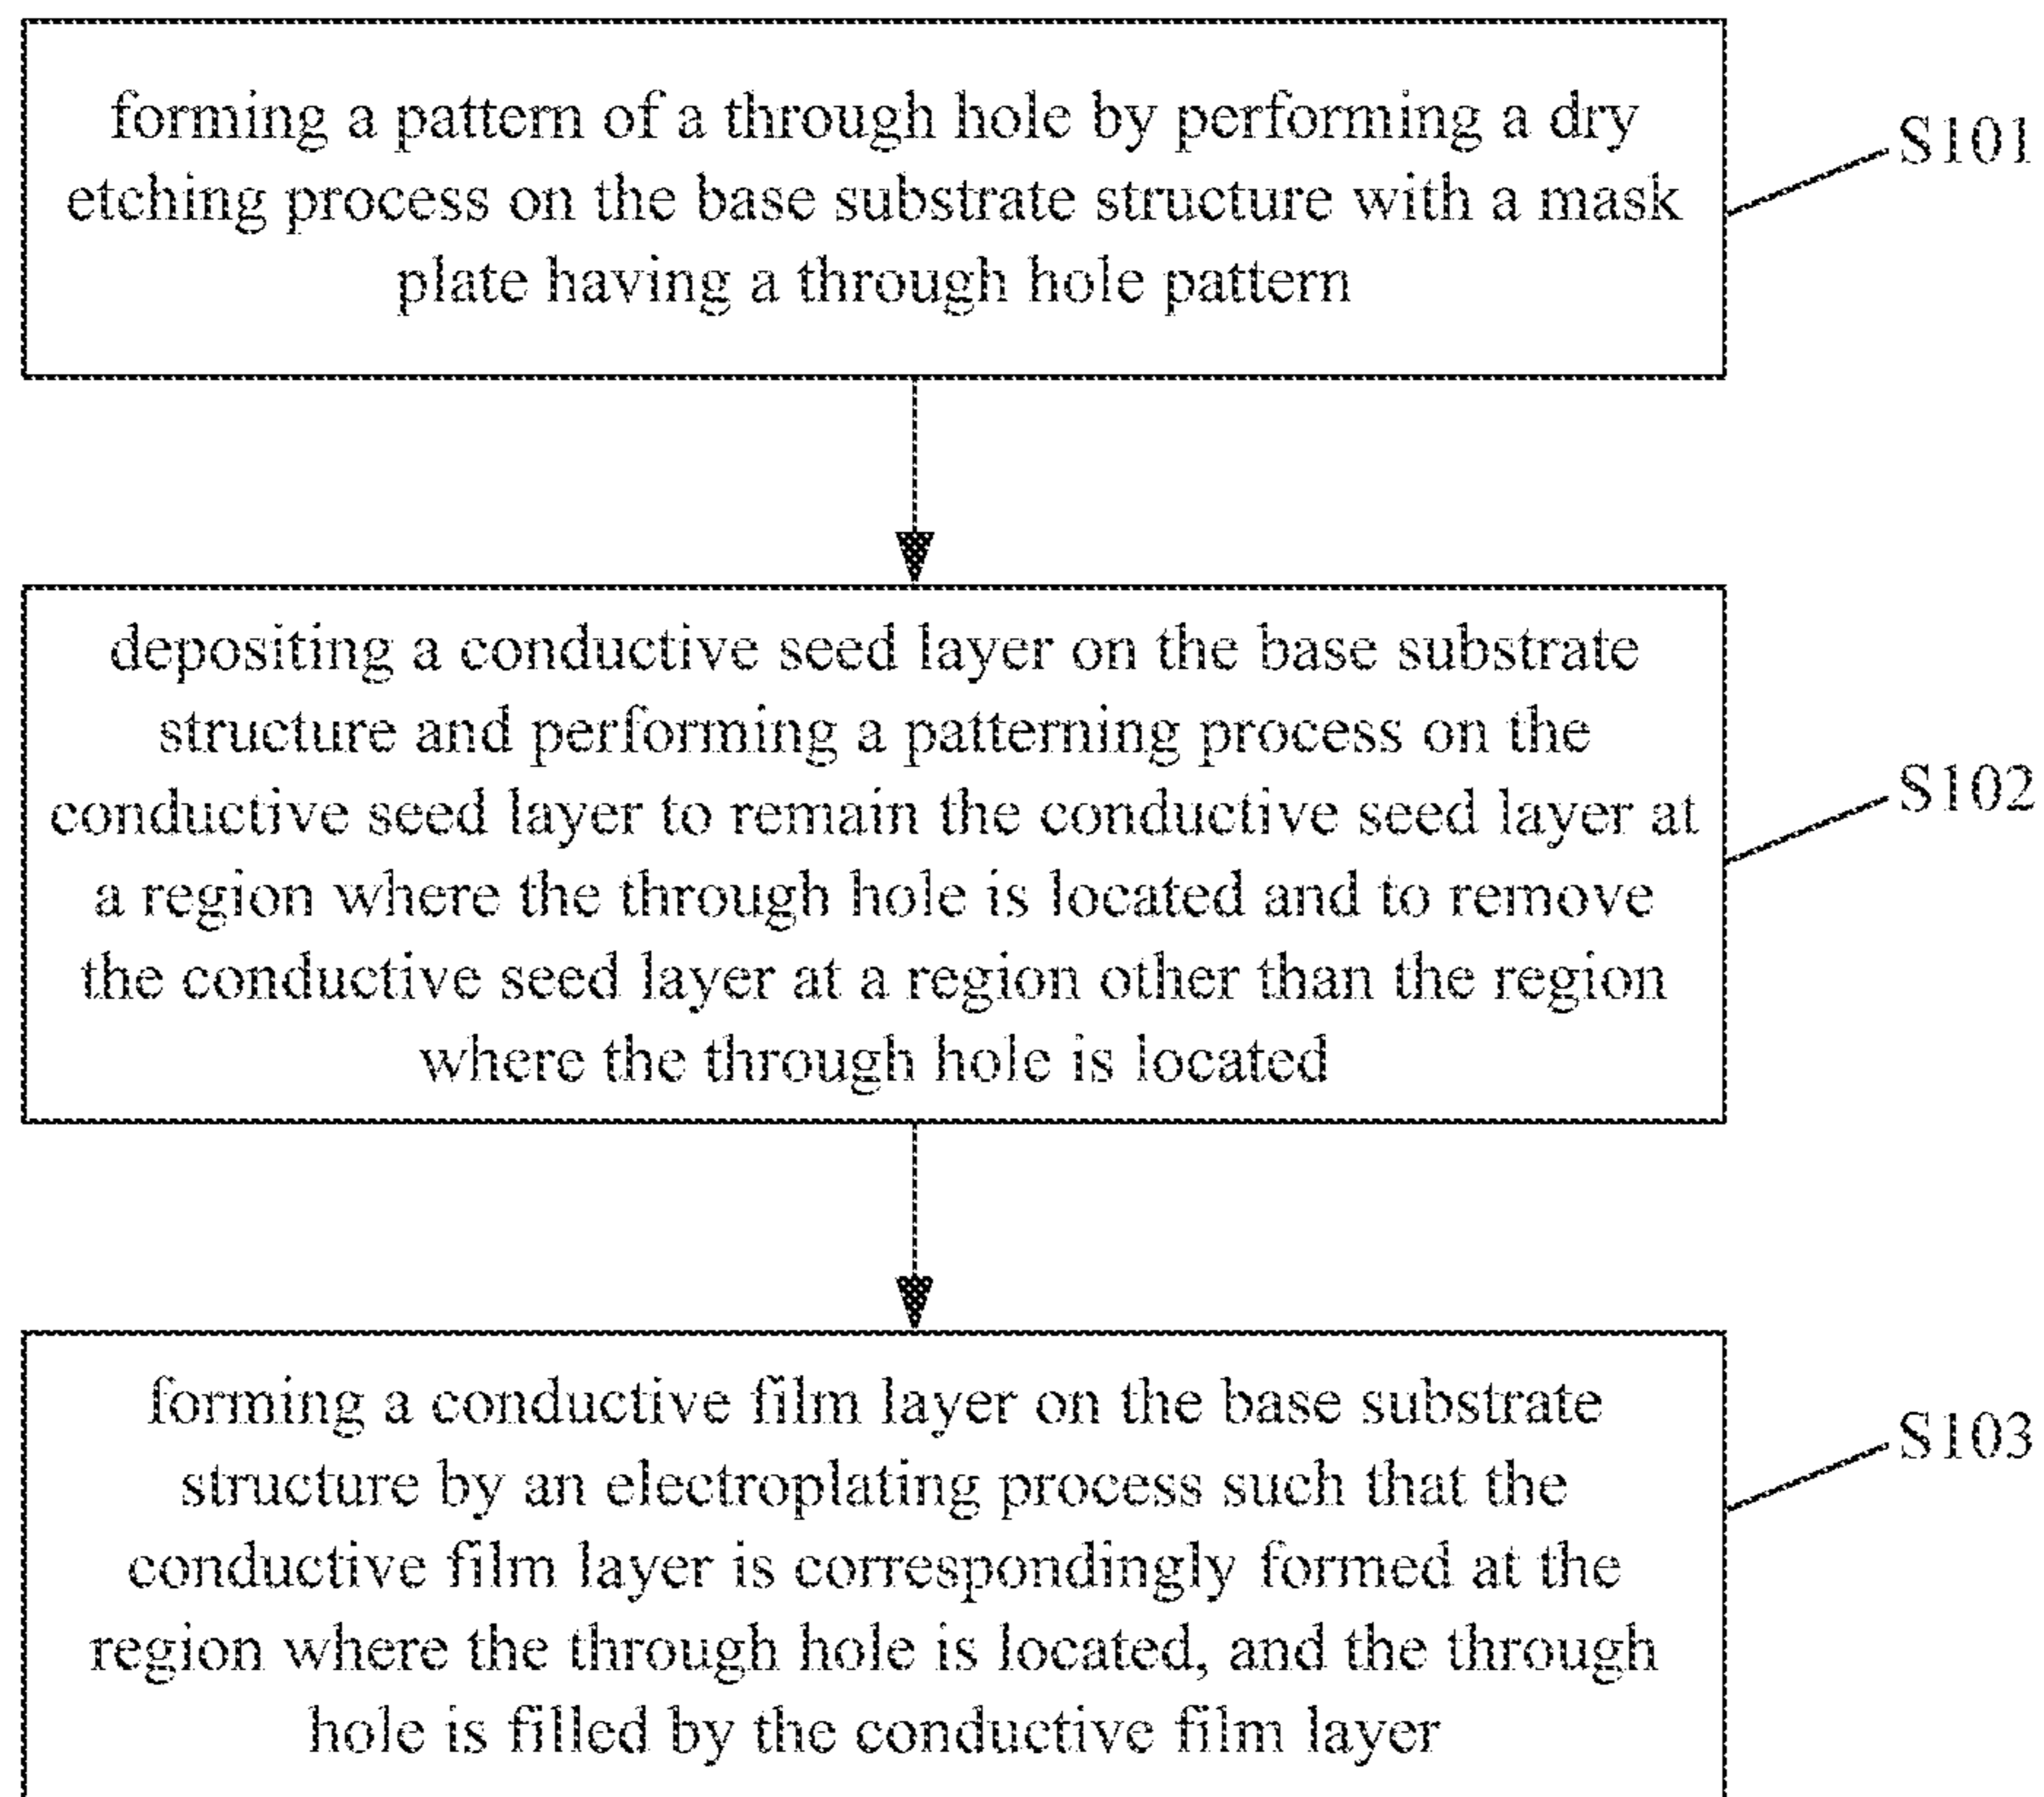 forming a pattern of a through hole by performing a dry
etching process on the base substrate structure with a mask
plate having a through hole pattern
S101
depositing a conductive seed layer on the base substrate
structure and performing a patterning process on the
conductive seed layer to remain the conductive seed layer at
a region where the through hole is located and to remove
the conductive seed layer at a region other than the region
where the through hole is located
S102
forming a conductive film layer on the base substrate
structure by an electroplating process such that the
conductive film layer is correspondingly formed at the
region where the through hole is located, and the through
hole is filled by the conductive film layer
S103